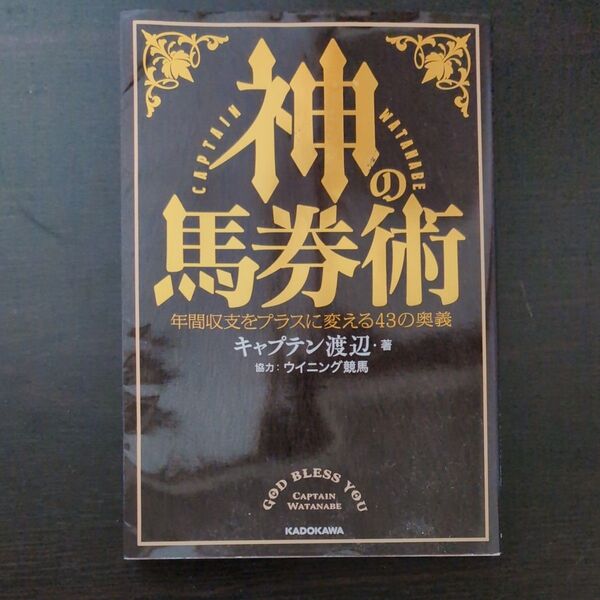 CAPTAIN WATANABE
神の
馬券術
年間収支をプラスに変える43の奥義
キャプテン渡辺・著
協力：ウイニング競馬
GOD BLESS YOU
CAPTAIN
WATANABE
KADOKAWA